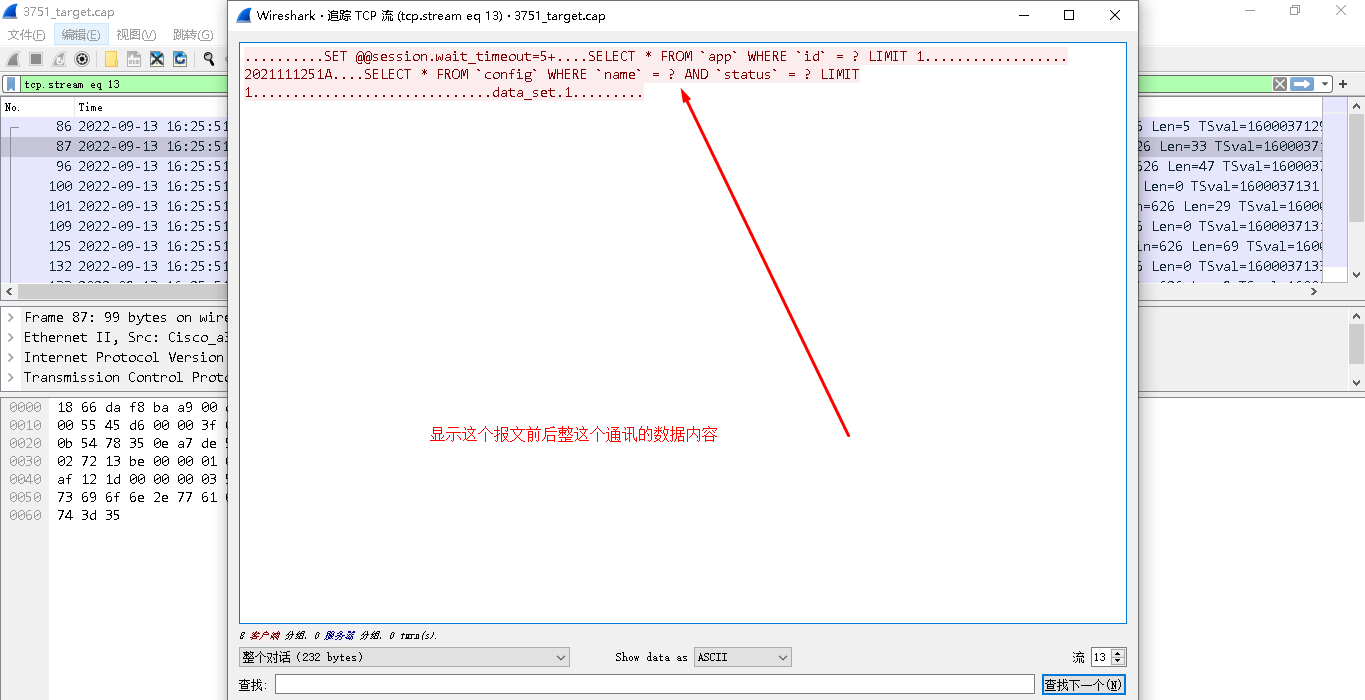 3751_target.cap
Wireshark · 追踪 TCP 流 (tcp.stream eq 13) · 3751_target.cap
文件(F) 编辑(E) 视图(V) 跳转(G)
tcp.stream eq 13
No. Time
86 2022-09-13 16:25:51
87 2022-09-13 16:25:51
96 2022-09-13 16:25:51
100 2022-09-13 16:25:51
101 2022-09-13 16:25:51
109 2022-09-13 16:25:51
125 2022-09-13 16:25:51
132 2022-09-13 16:25:51
Len=5 TSval=1600037129
26 Len=33 TSval=16000371
626 Len=47 TSval=1600037
Len=0 TSval=1600037131
n=626 Len=29 TSval=16000
Len=0 TSval=160003713
in=626 Len=69 TSval=1600
Len=0 TSval=160003713
Frame 87: 99 bytes on wire
Ethernet II, Src: Cisco_a3
Internet Protocol Version
Transmission Control Proto
0000 18 66 da f8 ba a9 00
0010 00 55 45 d6 00 00 3f
0020 0b 54 78 35 0e a7 de
0030 02 72 13 be 00 00 01
0040 af 12 1d 00 00 00 03
0050 73 69 6f 6e 2e 77 61
0060 74 3d 35
..........SET @@session.wait_timeout=5+....SELECT * FROM `app` WHERE `id` = ? LIMIT 1..................
2021111251A....SELECT * FROM `config` WHERE `name` = ? AND `status` = ? LIMIT
1..............................data_set.1.........
显示这个报文前后整这个通讯的数据内容
8 客户端 分组, 0 服务器 分组, 0 turn(s).
整个对话 (232 bytes) Show data as ASCII 流 13
查找: 查找下一个(N)